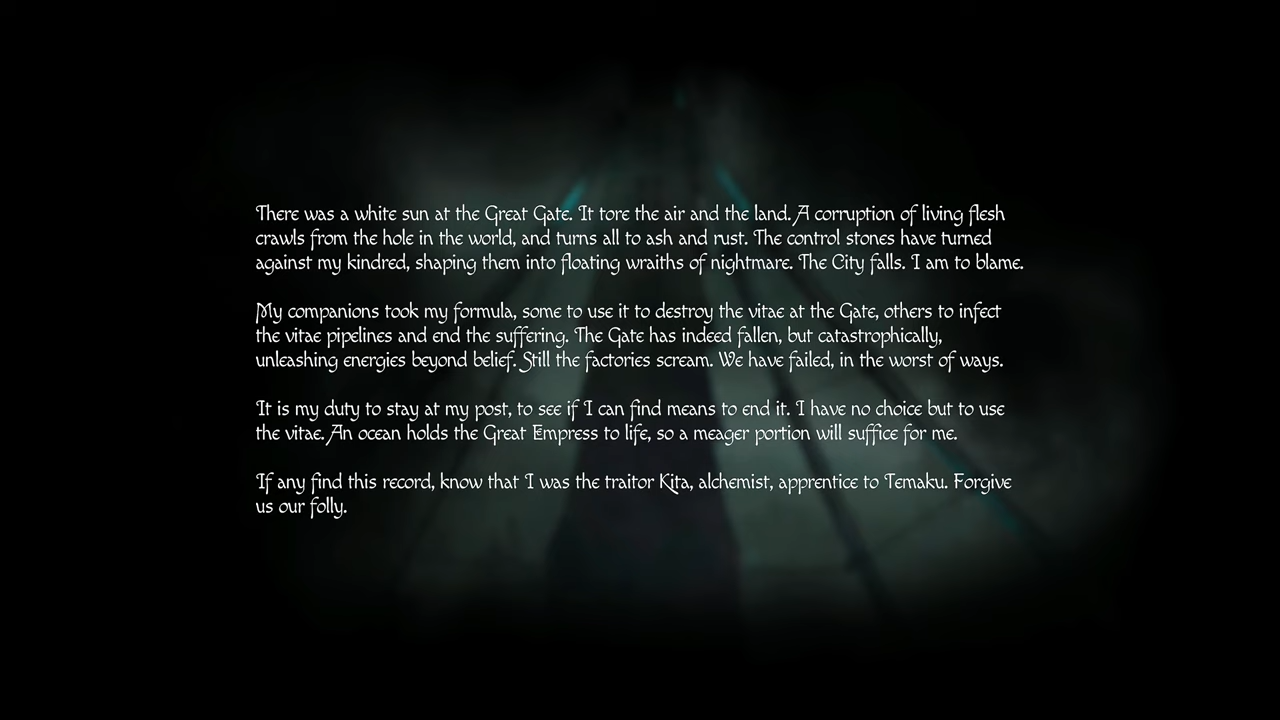 There was a white sun at the Great Gate. It tore the air and the land. A corruption of living flesh
crawls from the hole in the world, and turns all to ash and rust. The control stones have turned
against my kindred, shaping them into floating wraiths of nightmare. The City falls. I am to blame.
My companions took my formula, some to use it to destroy the vitae at the Gate, others to infect
the vitae pipelines and end the suffering. The Gate has indeed fallen, but catastrophically,
unleashing energies beyond belief. Still the factories scream. We have failed, in the worst of ways.
It is my duty to stay at my post, to see if I can find means to end it. I have no choice but to use
the vitae. An ocean holds the Great Empress to life, so a meager portion will suffice for me.
If any find this record, know that I was the traitor Kita, alchemist, apprentice to Temaku. Forgive
us our folly.